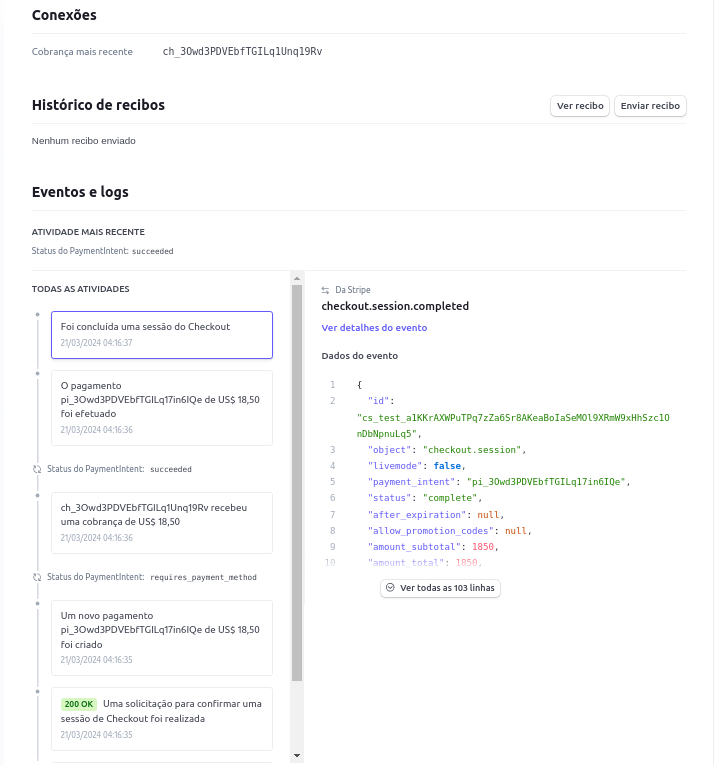 Conexões
Cobrança mais recente ch_3Owd3PDVEbfTGILq1Unq19Rv
Histórico de recibos
Ver recibo Enviar recibo
Nenhum recibo enviado
Eventos e logs
ATIVIDADE MAIS RECENTE
Status do PaymentIntent: succeeded
TODAS AS ATIVIDADES
Foi concluída uma sessão do Checkout
21/03/2024 04:16:37
O pagamento
pi_3Owd3PDVEbfTGILq17in6IQe de US$ 18,50
foi efetuado
21/03/2024 04:16:36
Status do PaymentIntent: succeeded
ch_3Owd3PDVEbfTGILq1Unq19Rv recebeu
uma cobrança de US$ 18,50
21/03/2024 04:16:36
Status do PaymentIntent: requires_payment_method
Um novo pagamento
pi_3Owd3PDVEbfTGILq17in6IQe de US$ 18,50
foi criado
21/03/2024 04:16:35
200 OK Uma solicitação para confirmar uma
sessão de Checkout foi realizada
21/03/2024 04:16:35
Da Stripe
checkout.session.completed
Ver detalhes do evento
Dados do evento
1 {
2 "id":
"cs_test_a1KKrAXWPuTPq7zZa6Sr8AKeaBoIaSeMOl9XRmW9xHhSzc1O
nDbNpnuLq5",
3 "object": "checkout.session",
4 "livemode": false,
5 "payment_intent": "pi_3Owd3PDVEbfTGILq17in6IQe",
6 "status": "complete",
7 "after_expiration": null,
8 "allow_promotion_codes": null,
9 "amount_subtotal": 1850,
10 "amount_total": 1850,
Ver todas as 103 linhas